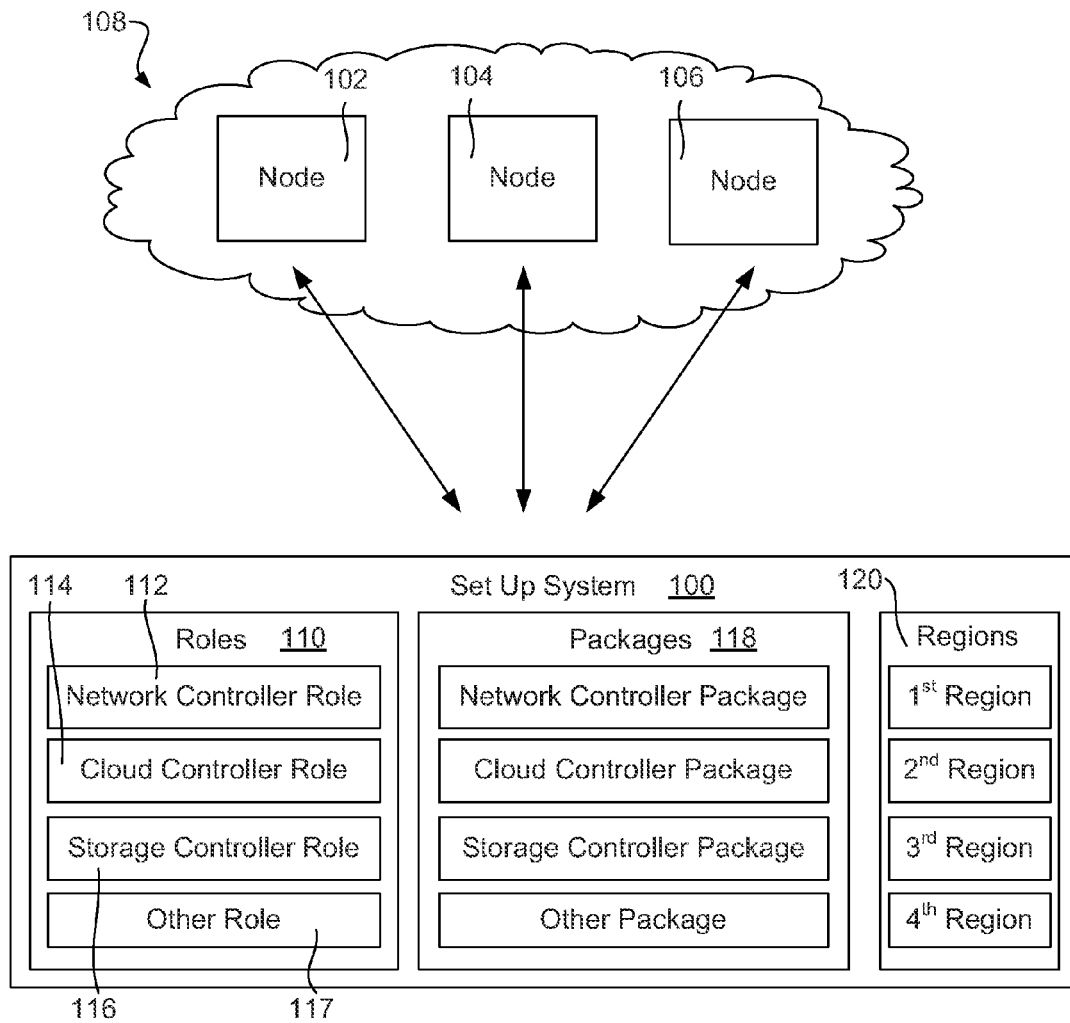 108
102
104
106
Node
Node
Node
114
112
Set Up System 100
120
Roles 110
Packages 118
Regions
Network Controller Role
Network Controller Package
1st Region
Cloud Controller Role
Cloud Controller Package
2nd Region
Storage Controller Role
Storage Controller Package
3rd Region
Other Role
Other Package
4th Region
116
117